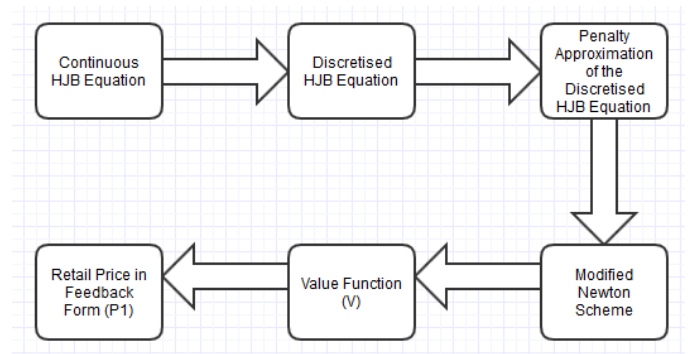 Continuous
HJB Equation
Discretised
HJB Equation
Penalty
Approximation
of the
Discretised
HJB Equation
Modified
Newton
Scheme
Value Function
(V)
Retail Price in
Feedback
Form (P1)